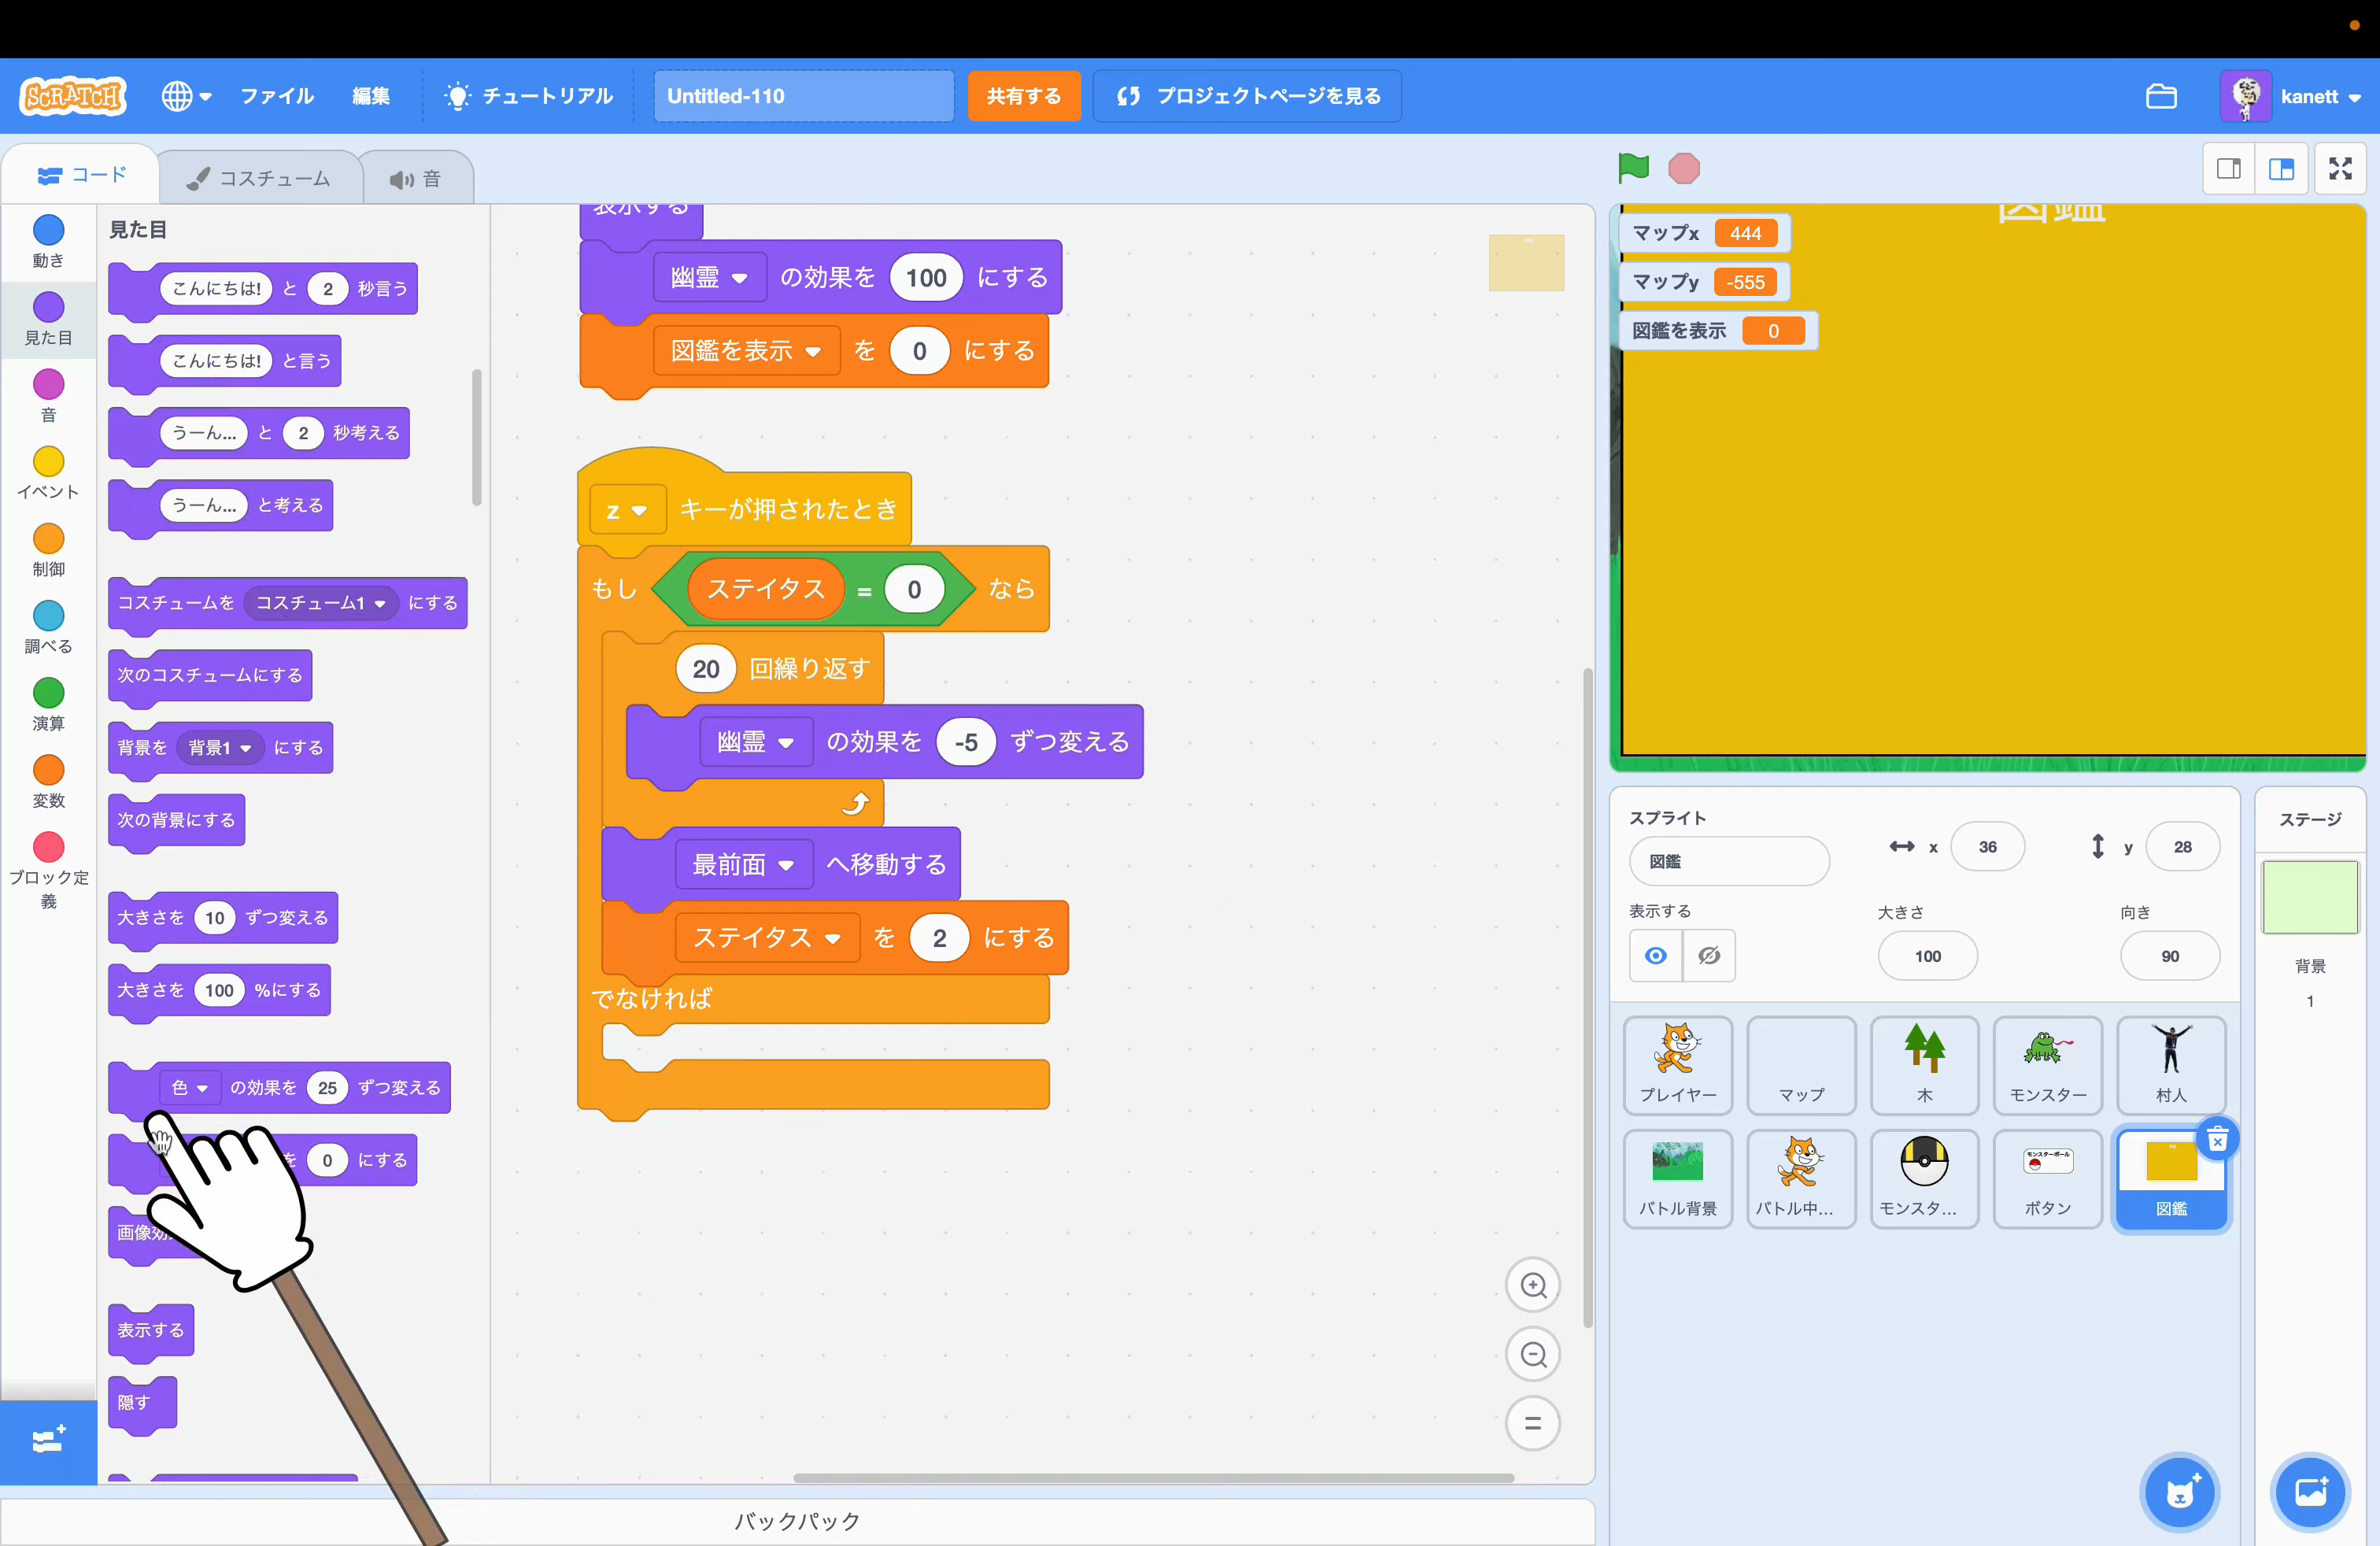 SCRATCH
ファイル
編集
チュートリアル
Untitled-110
共有する
プロジェクトページを見る
kanett
コード
コスチューム
音
動き
見た目
音
イベント
制御
調べる
演算
変数
ブロック定義
見た目
こんにちは! と 2 秒言う
こんにちは! と言う
うーん... と 2 秒考える
うーん... と考える
コスチュームを コスチューム1 にする
次のコスチュームにする
背景を 背景1 にする
次の背景にする
大きさを 10 ずつ変える
大きさを 100 %にする
色 の効果を 25 ずつ変える
を 0 にする
画像効
表示する
隠す
表示する
幽霊 の効果を 100 にする
図鑑を表示 を 0 にする
z キーが押されたとき
もし ステイタス = 0 なら
20 回繰り返す
幽霊 の効果を -5 ずつ変える
最前面 へ移動する
ステイタス を 2 にする
でなければ
バックパック
図鑑
マップx 444
マップy -555
図鑑を表示 0
スプライト
図鑑
x 36
y 28
表示する
大きさ
100
向き
90
プレイヤー
マップ
木
モンスター
村人
バトル背景
バトル中...
モンスタ...
モンスターボール
ボタン
図鑑
ステージ
背景
1